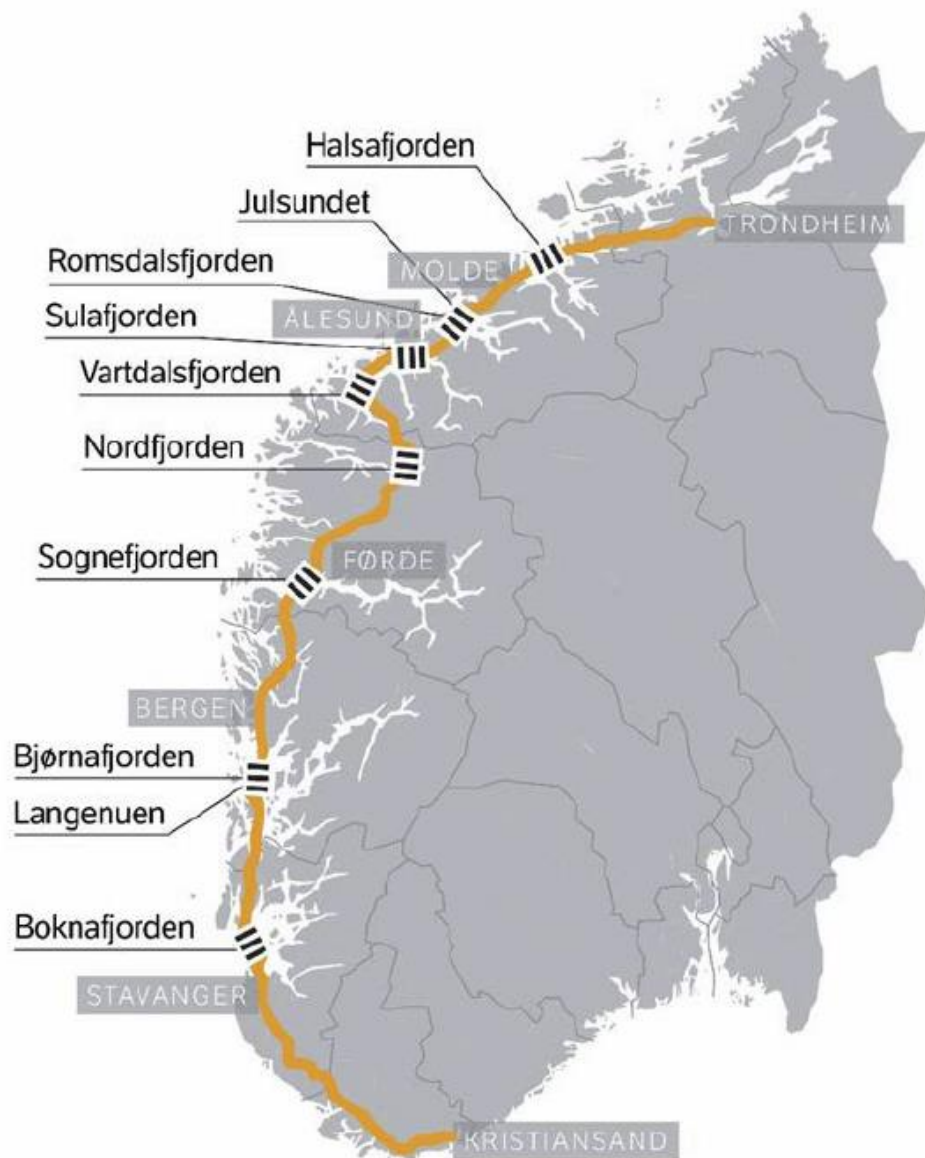 Halsafjorden
Julsundet
TRONDHEIM
Romsdalsfjorden
MOLDE
Sulafjorden
ÅLESUND
Vartdalsfjorden
Nordfjorden
Sognefjorden
FØRDE
BERGEN
Bjørnafjorden
Langenuen
Boknafjorden
STAVANGER
KRISTIANSAND